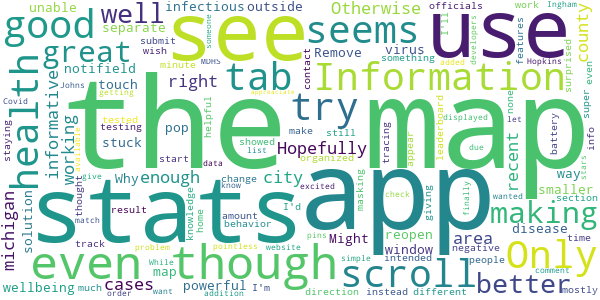 unable infectious outside
good well separate see seems use county
Otherwise officials work Ingham
submit someone I'll developers
wish MDHS virus features
great Remove something added Hopkins
minute contact surprised
notifield right tab Information
health informative touch the try map super even
tasted battery
testing pop helpful leaderboard none let
working showed make still displayed due info
staying list tracing
Covid Johns getting available stuck start organized Hopefully appear recent way stars
solution Why enough city excited masking giving finally smaller section
michigan thought give change know I'd check wanted
match result amount behavior data home knowledge
stats app making
track pins Might reopen area disease
even though window intended negative time
cases website simple people Only
wellbeing problem powerful map scroll better
much While pointless direction instead different mostly
order want addition I'm comment